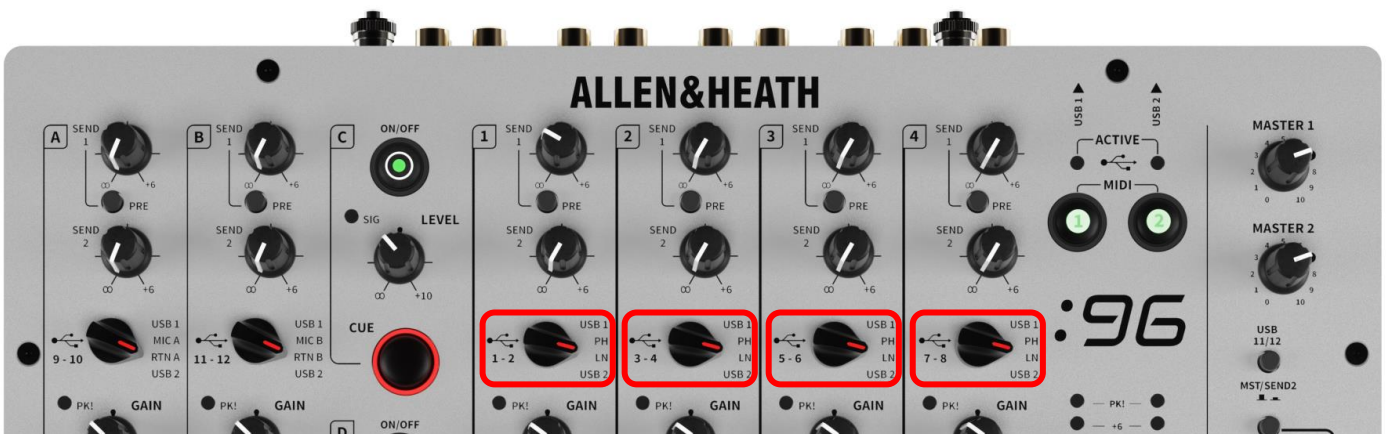 ALLEN&HEATH
A
SEND
1
∞
+6
PRE
SEND
2
∞
+6
9 - 10
USB 1
MIC A
RTN A
USB 2
PK!
GAIN
B
SEND
1
∞
+6
PRE
SEND
2
∞
+6
11 - 12
USB 1
MIC B
RTN B
USB 2
PK!
GAIN
C
ON/OFF
SIG
LEVEL
∞
+10
CUE
D
ON/OFF
1
SEND
1
∞
+6
PRE
SEND
2
∞
+6
1 - 2
USB 1
PH
LN
USB 2
PK!
GAIN
2
SEND
1
∞
+6
PRE
SEND
2
∞
+6
3 - 4
USB 1
PH
LN
USB 2
PK!
GAIN
3
SEND
1
∞
+6
PRE
SEND
2
∞
+6
5 - 6
USB 1
PH
LN
USB 2
PK!
GAIN
4
SEND
1
∞
+6
PRE
SEND
2
∞
+6
7 - 8
USB 1
PH
LN
USB 2
PK!
GAIN
USB 1
USB 2
ACTIVE
MIDI
1
2
:96
PK!
+6
MASTER 1
0
1
2
3
4
5
8
9
10
MASTER 2
0
1
2
3
4
5
8
9
10
USB
11/12
MST/SEND2